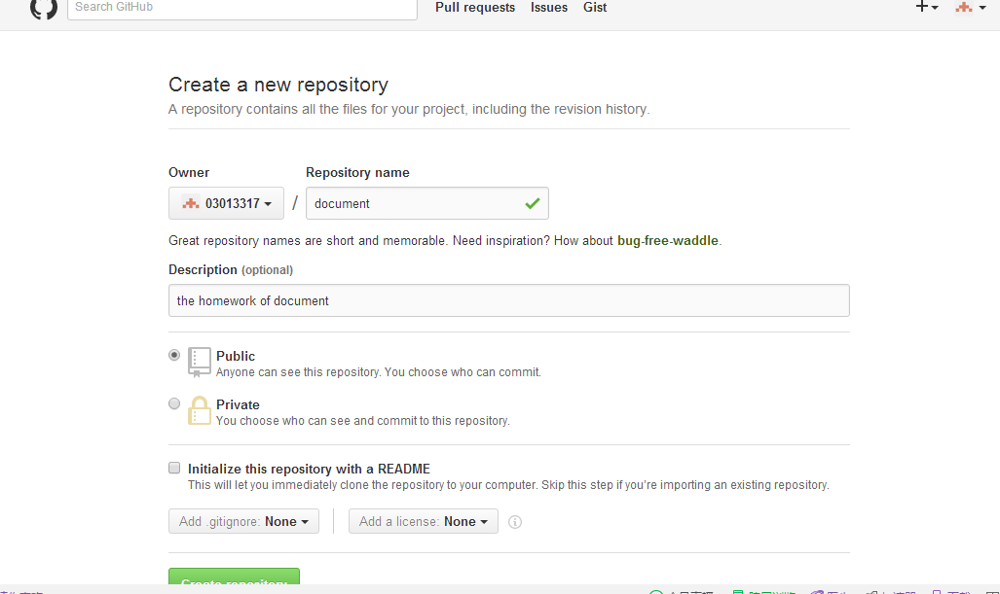 Search GitHub
Pull requests Issues Gist
Create a new repository
A repository contains all the files for your project, including the revision history.
Owner Repository name
03013317 / document
Great repository names are short and memorable. Need inspiration? How about bug-free-waddle.
Description (optional)
the homework of document
Public
Anyone can see this repository. You choose who can commit.
Private
You choose who can see and commit to this repository.
Initialize this repository with a README
This will let you immediately clone the repository to your computer. Skip this step if you’re importing an existing repository.
Add .gitignore: None Add a license: None
Create repository